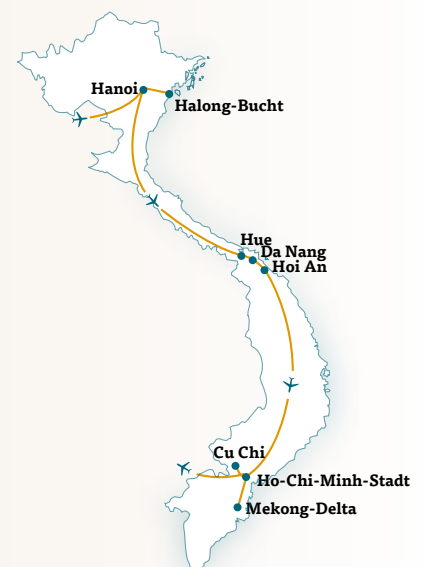 Hanoi
Halong-Bucht
Hue
Da Nang
Hoi An
Cu Chi
Ho-Chi-Minh-Stadt
Mekong-Delta